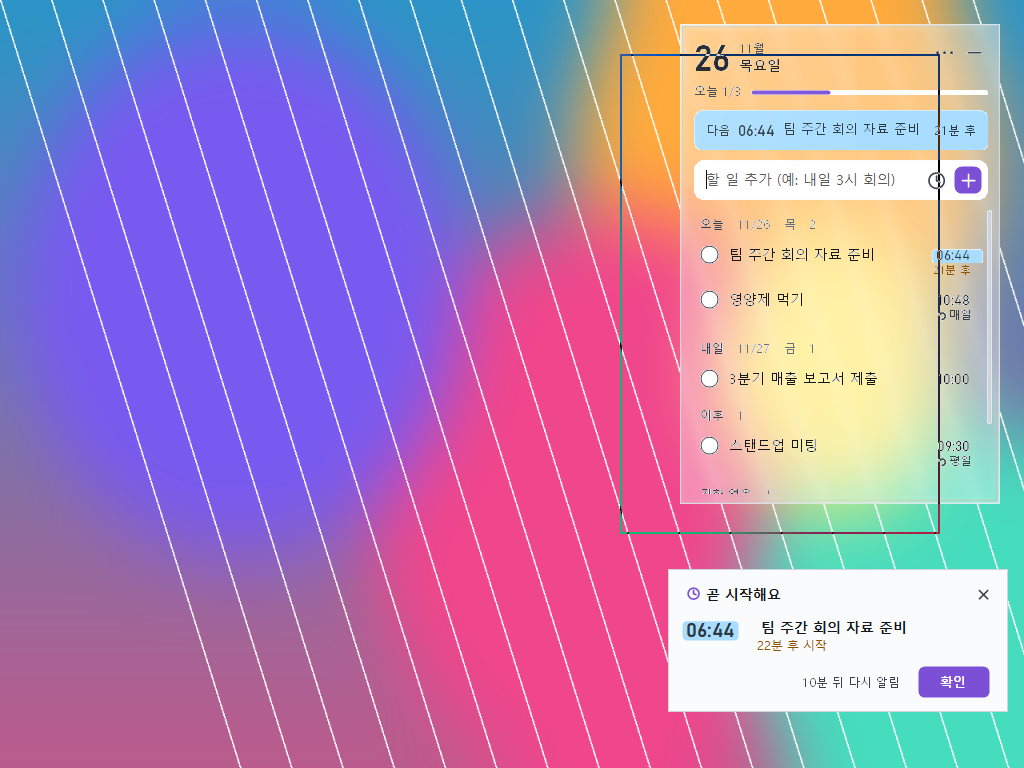 26 11월
목요일
오늘 1/3
다음 06:44 팀 주간 회의 자료 준비 21분 후
할 일 추가 (예: 내일 3시 회의)
오늘 11/26 목 2
팀 주간 회의 자료 준비 06:44
21분 후
영양제 먹기 10:48
매일
내일 11/27 금 1
3분기 매출 보고서 제출 10:00
이후 1
스탠드업 미팅 09:30
평일
곧 시작해요
06:44 팀 주간 회의 자료 준비
22분 후 시작
10분 뒤 다시 알림 확인